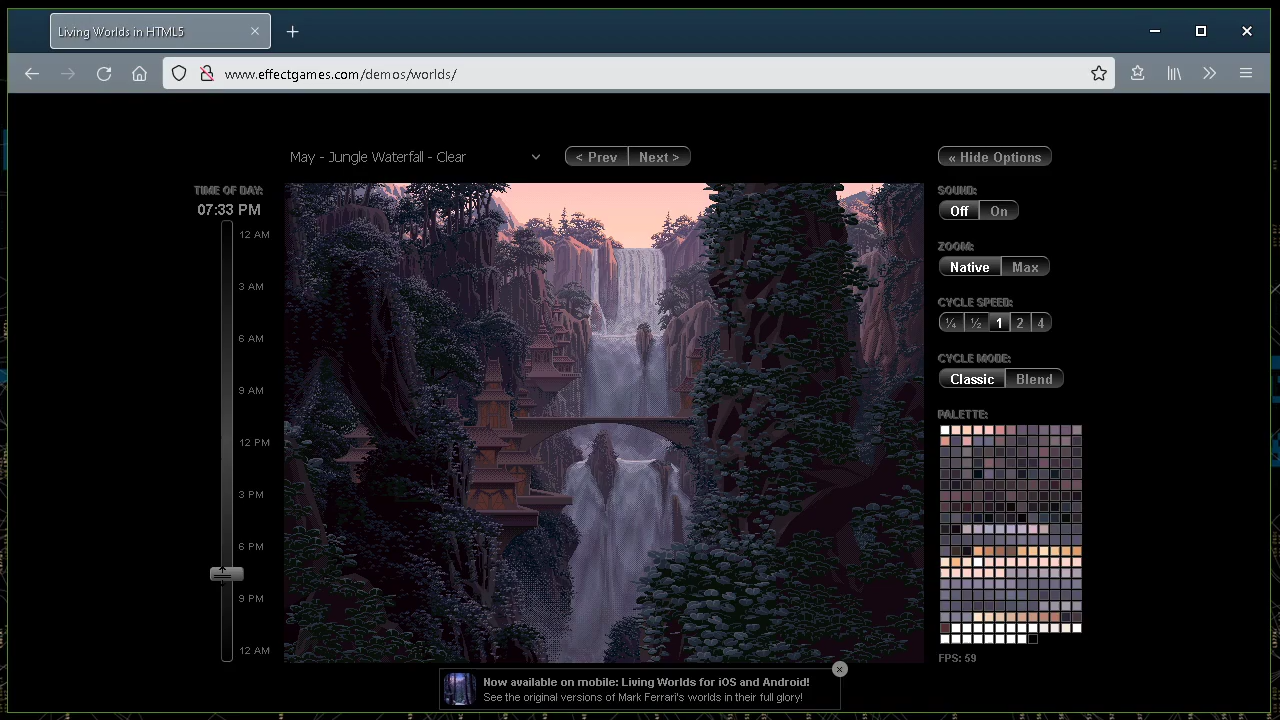 Living Worlds in HTML5
www.effectgames.com/demos/worlds/
May - Jungle Waterfall - Clear
< Prev
Next >
« Hide Options
TIME OF DAY:
07:33 PM
12 AM
3 AM
6 AM
9 AM
12 PM
3 PM
6 PM
9 PM
12 AM
SOUND:
Off On
ZOOM:
Native Max
CYCLE SPEED:
¼ ½ 1 2 4
CYCLE MODE:
Classic Blend
PALETTE:
FPS: 59
Now available on mobile: Living Worlds for iOS and Android!
See the original versions of Mark Ferrari's worlds in their full glory!